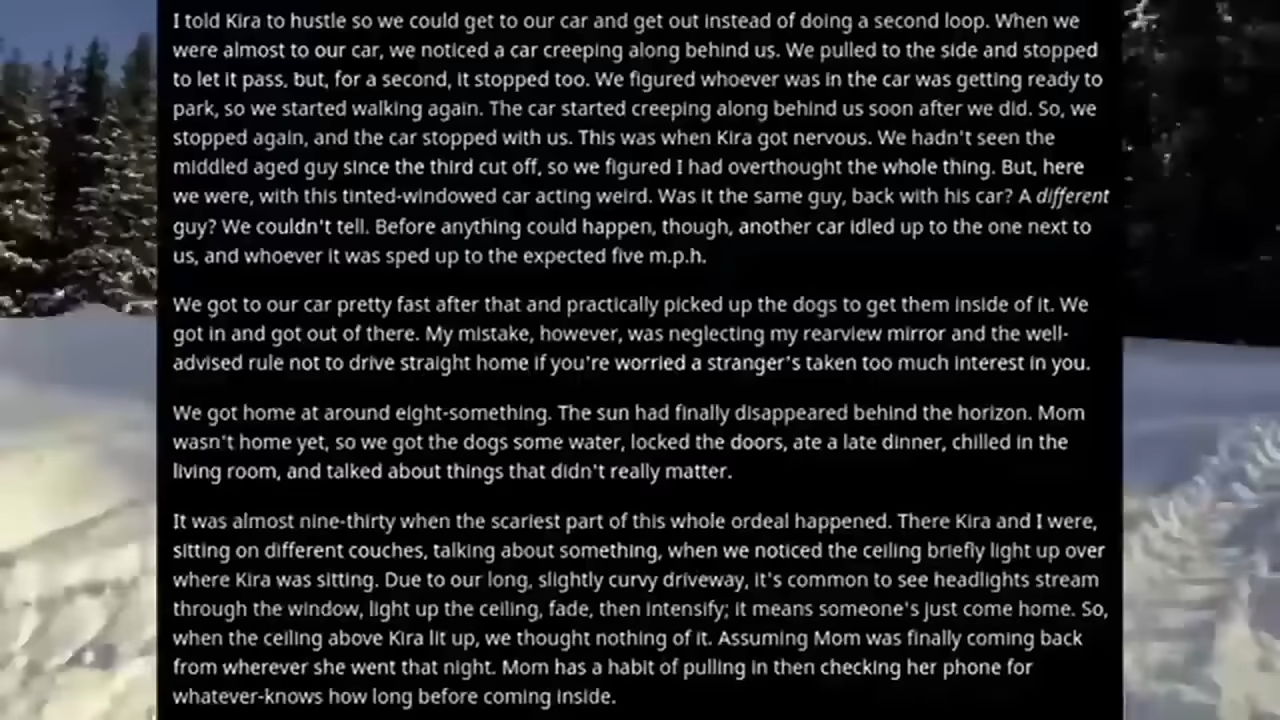 I told Kira to hustle so we could get to our car and get out instead of doing a second loop. When we
were almost to our car, we noticed a car creeping along behind us. We pulled to the side and stopped
to let it pass, but, for a second, it stopped too. We figured whoever was in the car was getting ready to
park, so we started walking again. The car started creeping along behind us soon after we did. So, we
stopped again, and the car stopped with us. This was when Kira got nervous. We hadn't seen the
middled aged guy since the third cut off, so we figured I had overthought the whole thing. But, here
we were, with this tinted-windowed car acting weird. Was it the same guy, back with his car? A different
guy? We couldn't tell. Before anything could happen, though, another car idled up to the one next to
us, and whoever it was sped up to the expected five m.p.h.
We got to our car pretty fast after that and practically picked up the dogs to get them inside of it. We
got in and got out of there. My mistake, however, was neglecting my rearview mirror and the well-
advised rule not to drive straight home if you're worried a stranger's taken too much interest in you.
We got home at around eight-something. The sun had finally disappeared behind the horizon. Mom
wasn't home yet, so we got the dogs some water, locked the doors, ate a late dinner, chilled in the
living room, and talked about things that didn't really matter.
It was almost nine-thirty when the scariest part of this whole ordeal happened. There Kira and I were,
sitting on different couches, talking about something, when we noticed the ceiling briefly light up over
where Kira was sitting. Due to our long, slightly curvy driveway, it's common to see headlights stream
through the window, light up the ceiling, fade, then intensify; it means someone's just come home. So,
when the ceiling above Kira lit up, we thought nothing of it. Assuming Mom was finally coming back
from wherever she went that night. Mom has a habit of pulling in then checking her phone for
whatever-knows how long before coming inside.